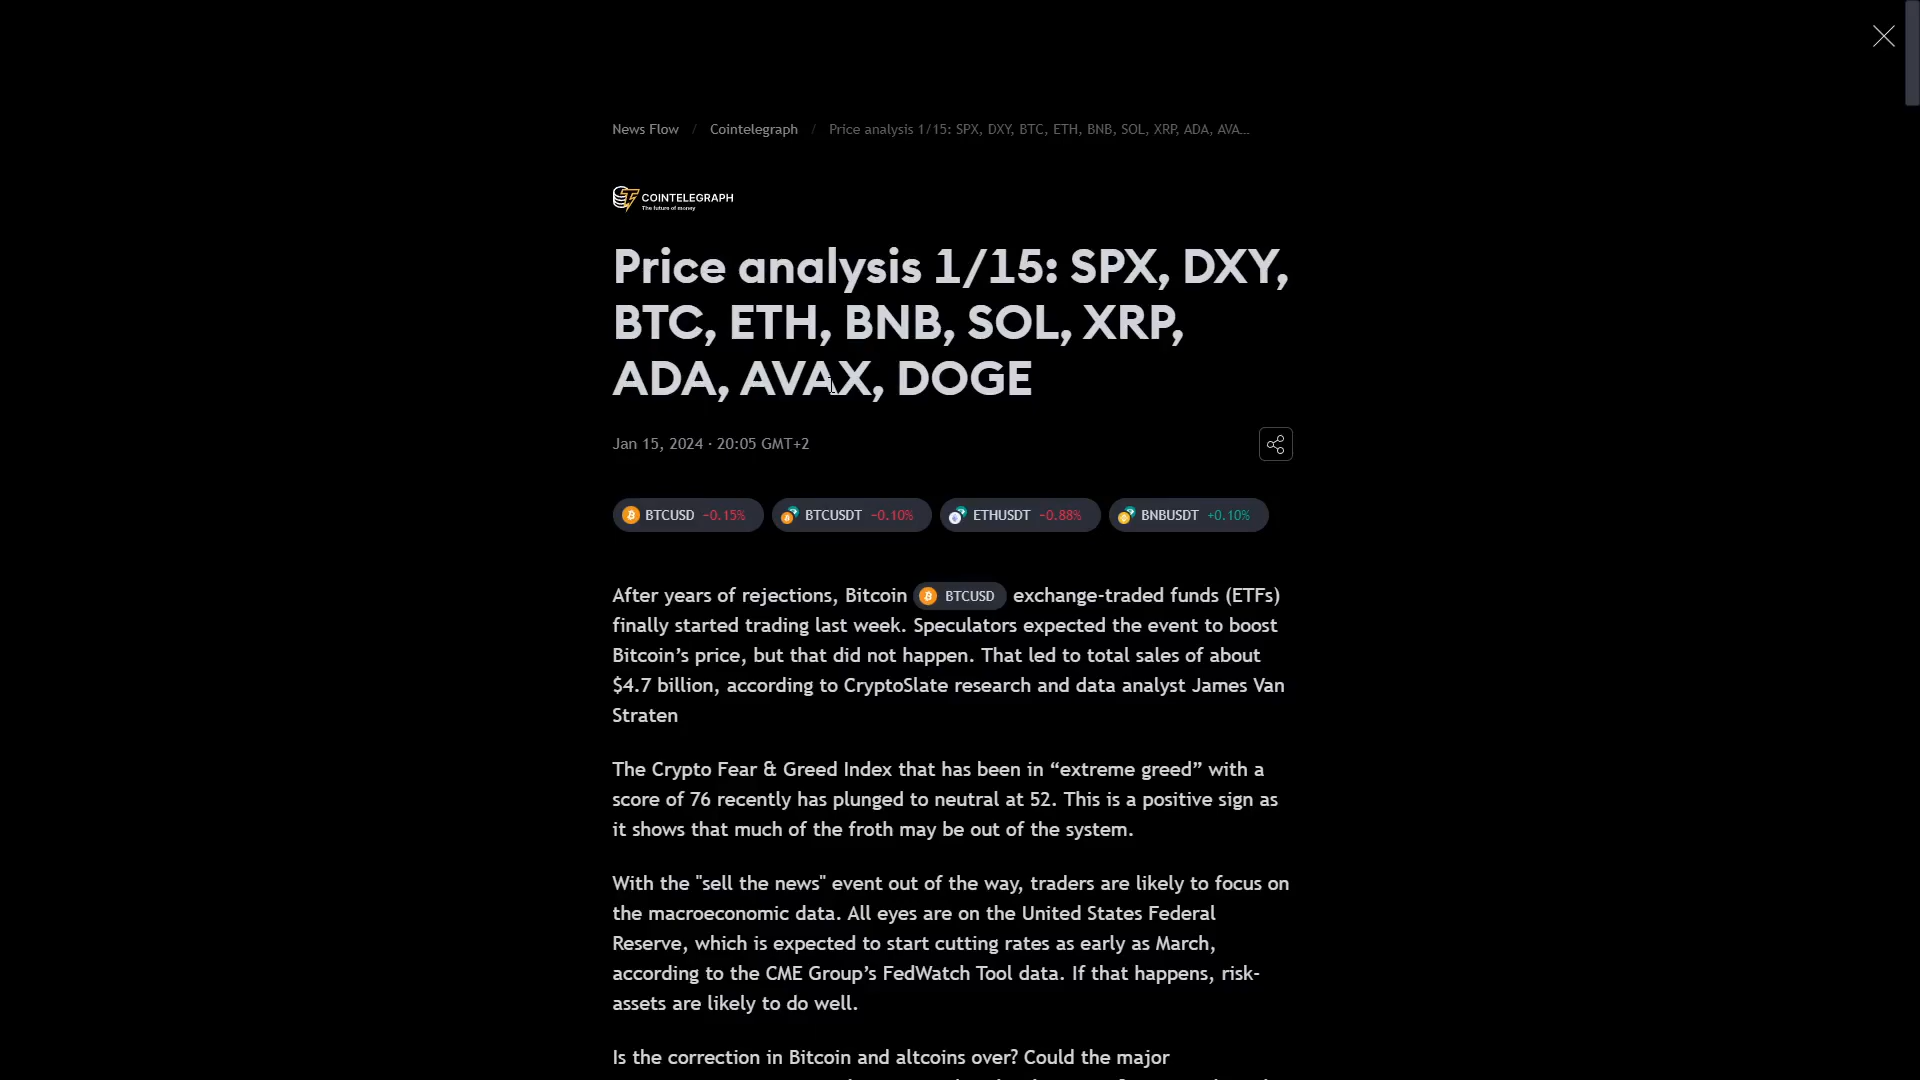 News Flow / Cointelegraph / Price analysis 1/15: SPX, DXY, BTC, ETH, BNB, SOL, XRP, ADA, AVA...
COINTELEGRAPH
The future of money
Price analysis 1/15: SPX, DXY,
BTC, ETH, BNB, SOL, XRP,
ADA, AVAX, DOGE
Jan 15, 2024 · 20:05 GMT+2
BTCUSD −0.15% BTCUSDT −0.10% ETHUSDT −0.88% BNBUSDT +0.10%
After years of rejections, Bitcoin BTCUSD exchange-traded funds (ETFs)
finally started trading last week. Speculators expected the event to boost
Bitcoin’s price, but that did not happen. That led to total sales of about
$4.7 billion, according to CryptoSlate research and data analyst James Van
Straten
The Crypto Fear & Greed Index that has been in “extreme greed” with a
score of 76 recently has plunged to neutral at 52. This is a positive sign as
it shows that much of the froth may be out of the system.
With the "sell the news" event out of the way, traders are likely to focus on
the macroeconomic data. All eyes are on the United States Federal
Reserve, which is expected to start cutting rates as early as March,
according to the CME Group’s FedWatch Tool data. If that happens, risk-
assets are likely to do well.
Is the correction in Bitcoin and altcoins over? Could the major